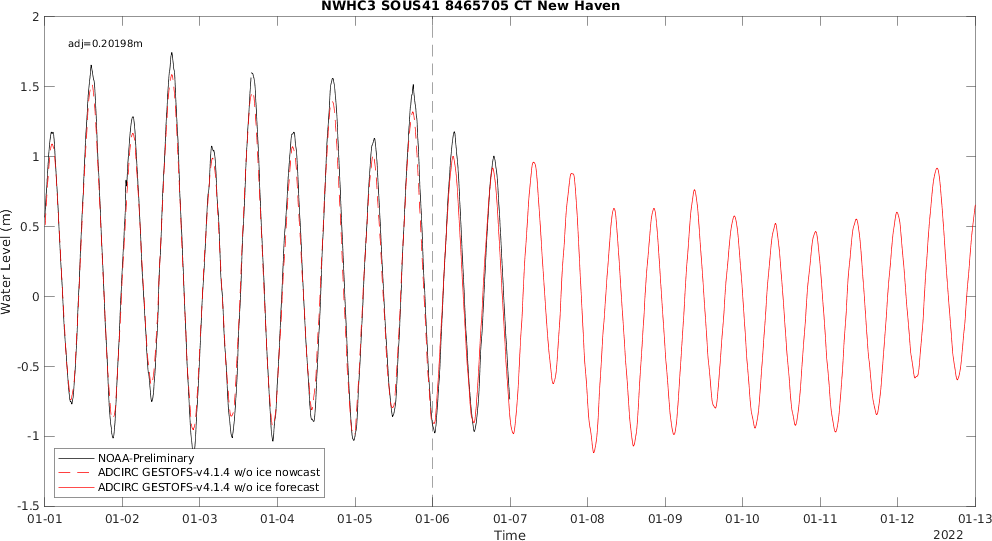 NWHC3 SOUS41 8465705 CT New Haven
adj=0.20198m
2
1.5
1
0.5
0
-0.5
-1
-1.5
Water Level (m)
NOAA-Preliminary
ADCIRC GESTOFS-v4.1.4 w/o ice nowcast
ADCIRC GESTOFS-v4.1.4 w/o ice forecast
01-01 01-02 01-03 01-04 01-05 01-06 01-07 01-08 01-09 01-10 01-11 01-12 01-13
Time
2022